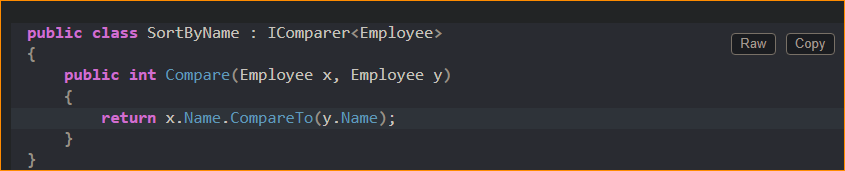 public class SortByName : IComparer<Employee>
Raw Copy
{
    public int Compare(Employee x, Employee y)
    {
        return x.Name.CompareTo(y.Name);
    }
}